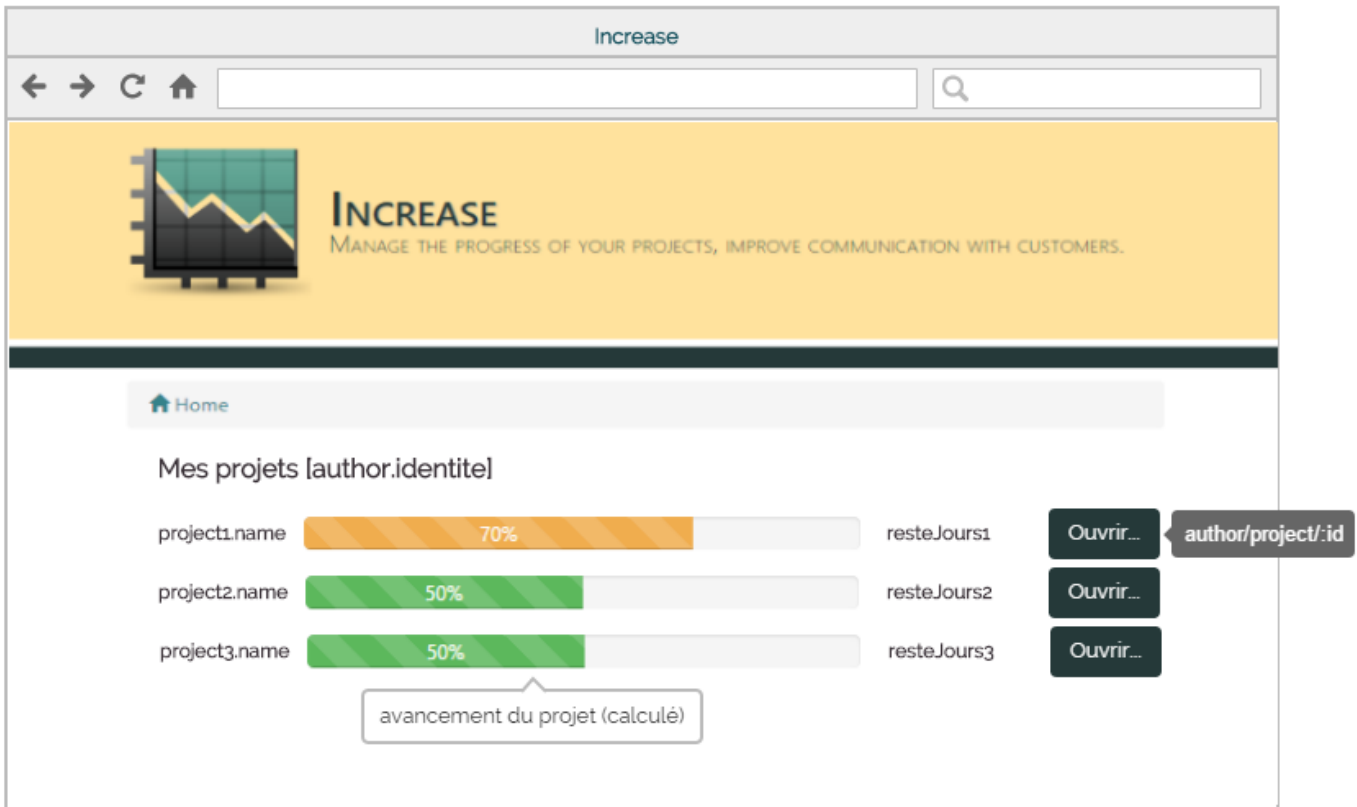 Increase
INCREASE
MANAGE THE PROGRESS OF YOUR PROJECTS, IMPROVE COMMUNICATION WITH CUSTOMERS.
Home
Mes projets [author.identite]
project1.name 70% resteJours1 Ouvrir... author/project/:id
project2.name 50% resteJours2 Ouvrir...
project3.name 50% resteJours3 Ouvrir...
avancement du projet (calculé)